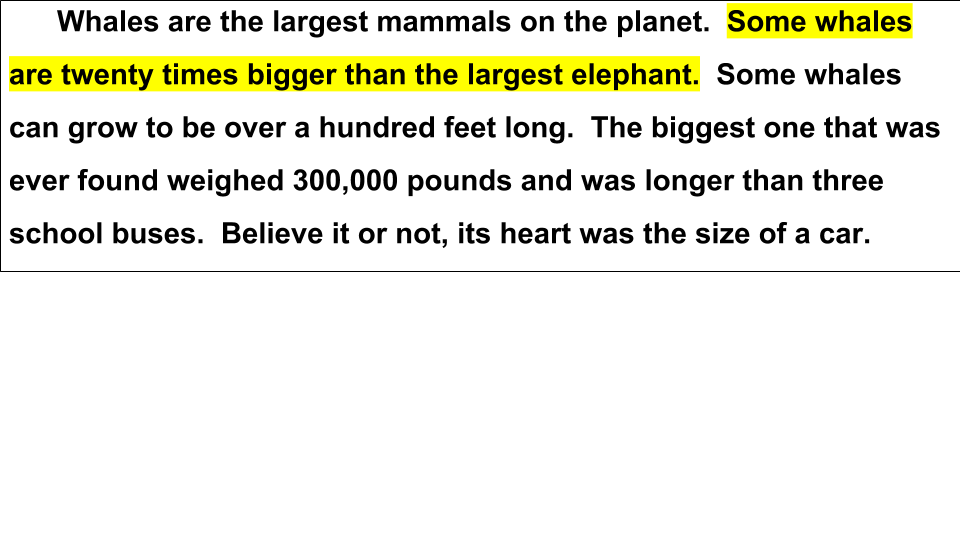 Whales are the largest mammals on the planet.  Some whales
are twenty times bigger than the largest elephant.  Some whales
can grow to be over a hundred feet long.  The biggest one that was
ever found weighed 300,000 pounds and was longer than three
school buses.  Believe it or not, its heart was the size of a car.